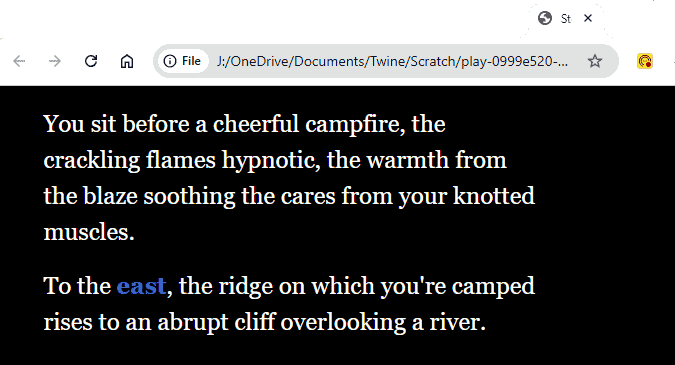 St
File
J:/OneDrive/Documents/Twine/Scratch/play-0999e520-...
You sit before a cheerful campfire, the
crackling flames hypnotic, the warmth from
the blaze soothing the cares from your knotted
muscles.
To the east, the ridge on which you're camped
rises to an abrupt cliff overlooking a river.